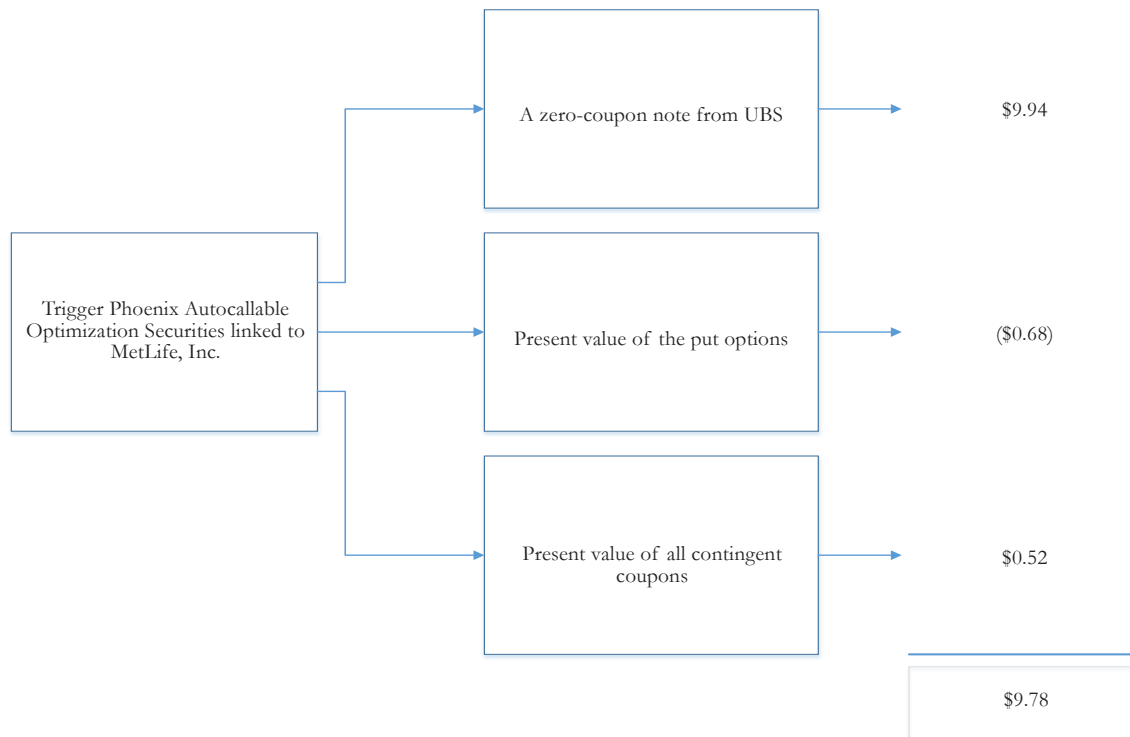 A zero-coupon note from UBS
$9.94
Trigger Phoenix Autocallable
Optimization Securities linked to
MetLife, Inc.
Present value of the put options
($0.68)
Present value of all contingent
coupons
$0.52
$9.78